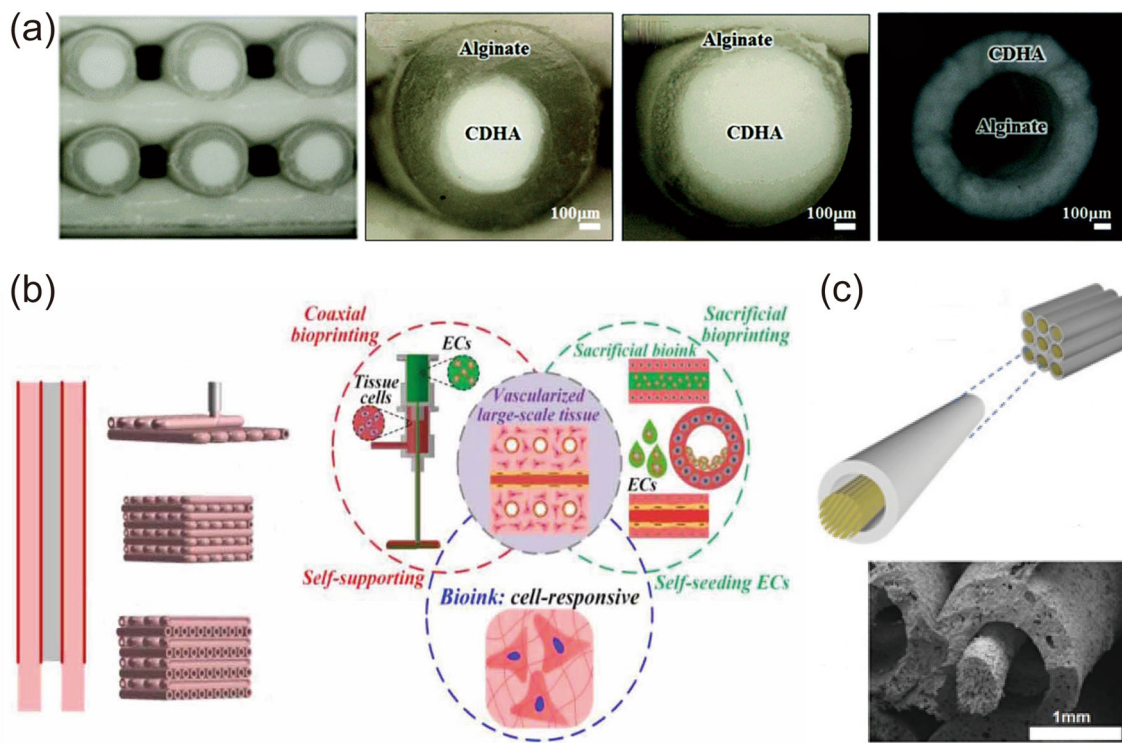 (a)
Alginate
CDHA
100μm
Alginate
CDHA
100μm
CDHA
Alginate
100μm
(b)
Coaxial
bioprinting
ECs
Tissue
cells
Self-supporting
Vascularized
large-scale tissue
Sacrificial
bioprinting
Sacrificial bioink
ECs
Self-seeding ECs
Bioink: cell-responsive
(c)
1mm